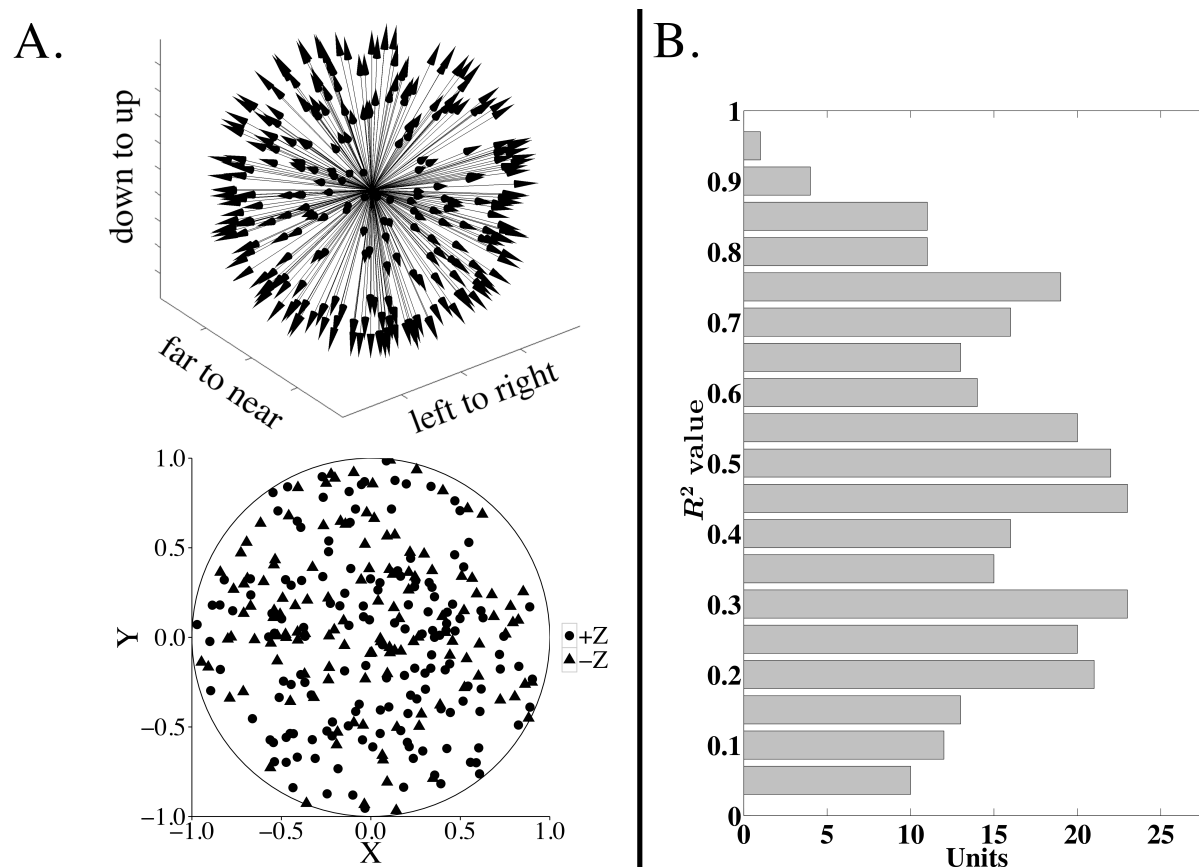 A.
down to up
far to near
left to right
1.0
0.5
0.0
−0.5
−1.0
Y
−1.0
−0.5
0.0
0.5
1.0
X
+Z
−Z
B.
1
0.9
0.8
0.7
0.6
0.5
0.4
0.3
0.2
0.1
0
R² value
0
5
10
15
20
25
Units